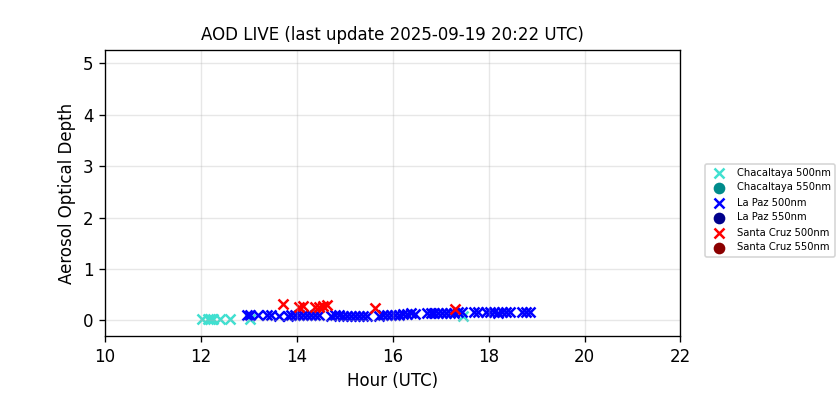 AOD LIVE (last update 2025-09-19 20:22 UTC)
Aerosol Optical Depth
5
4
3
2
1
0
10 12 14 16 18 20 22
Hour (UTC)
Chacaltaya 500nm
Chacaltaya 550nm
La Paz 500nm
La Paz 550nm
Santa Cruz 500nm
Santa Cruz 550nm